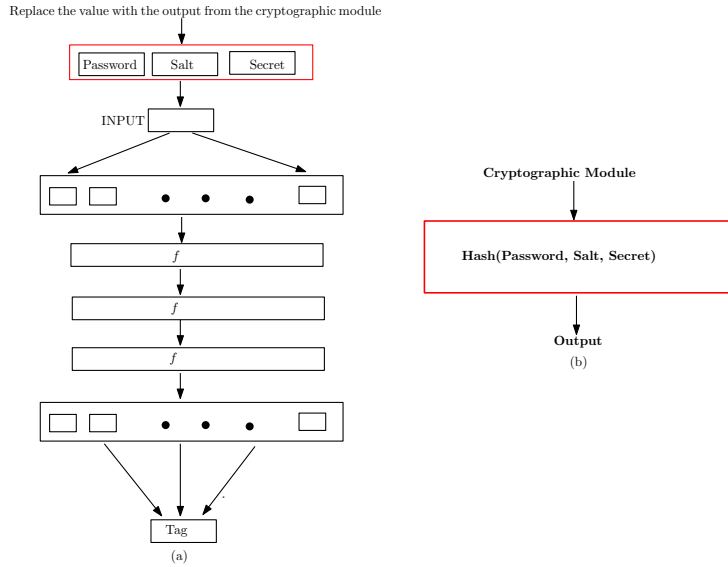 Replace the value with the output from the cryptographic module
Password Salt Secret
INPUT
f
f
f
Tag
(a)
Cryptographic Module
Hash(Password, Salt, Secret)
Output
(b)